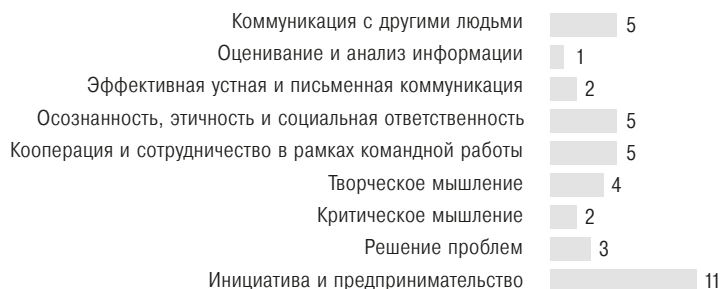 Коммуникация с другими людьми 5
Оценивание и анализ информации 1
Эффективная устная и письменная коммуникация 2
Осознанность, этичность и социальная ответственность 5
Кооперация и сотрудничество в рамках командной работы 5
Творческое мышление 4
Критическое мышление 2
Решение проблем 3
Инициатива и предпринимательство 11